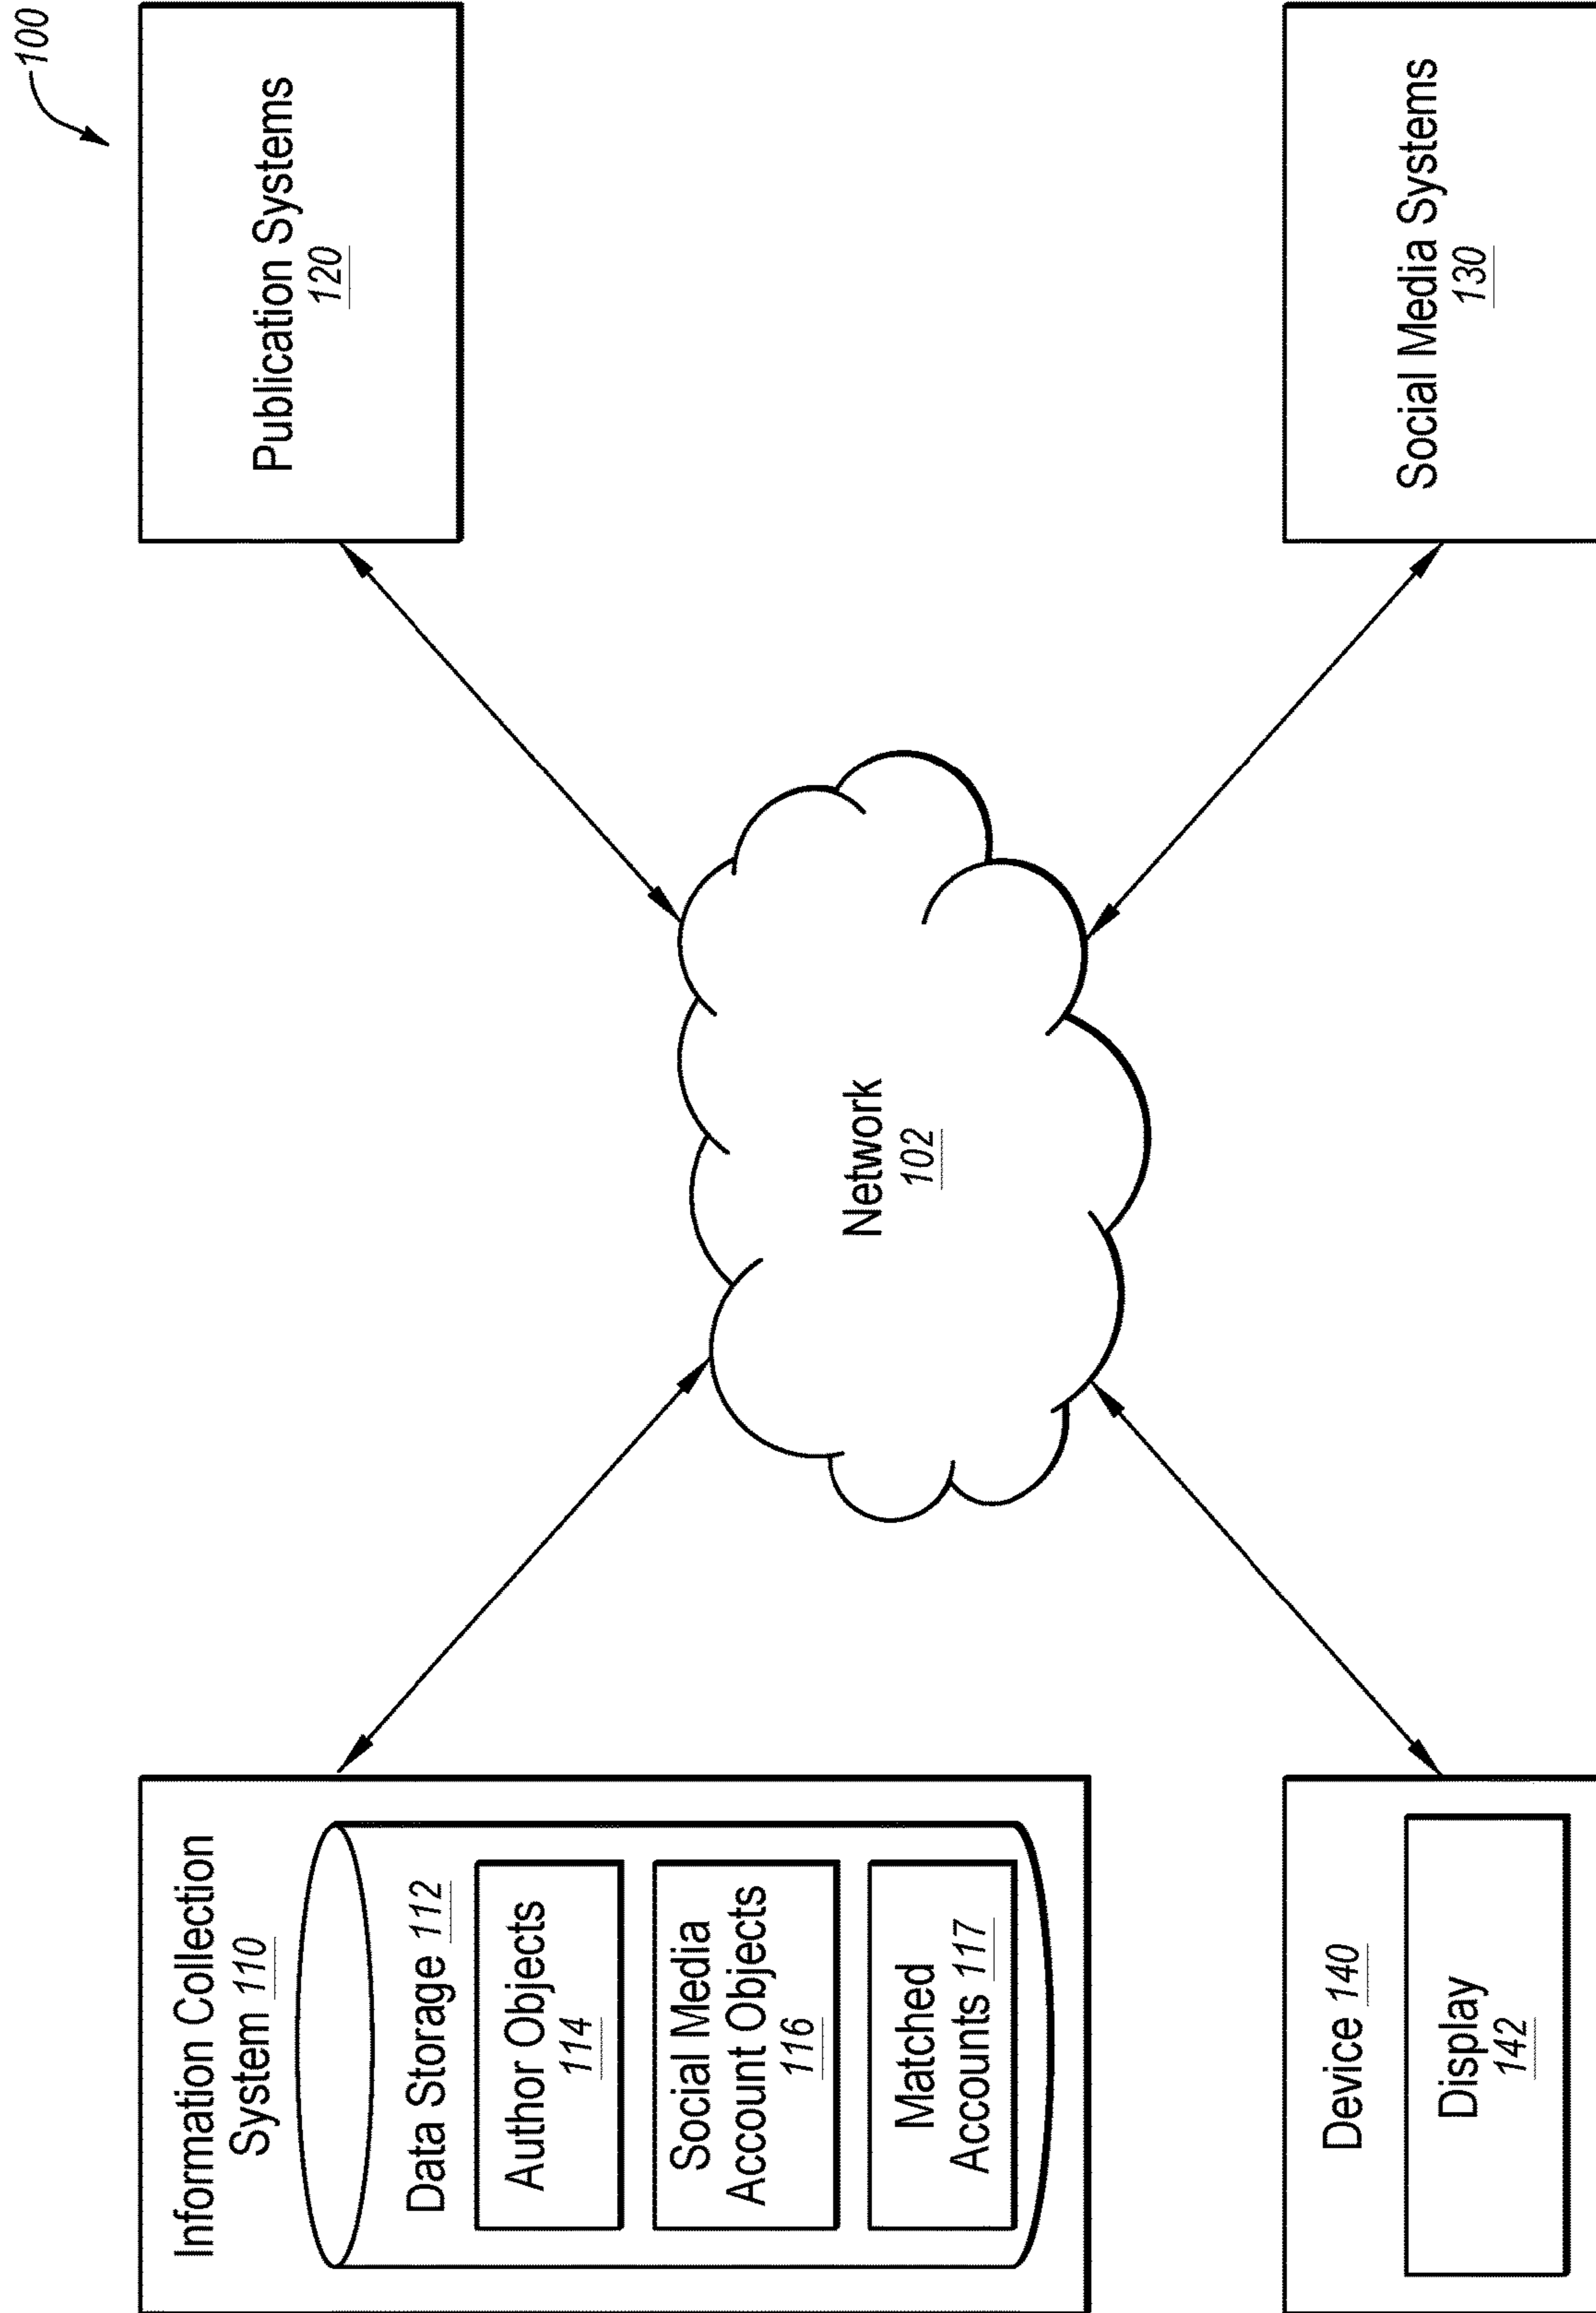 100
Information Collection
System 110
Data Storage 112
Author Objects
114
Social Media
Account Objects
116
Matched
Accounts 117
Publication Systems
120
Network
102
Device 140
Display
142
Social Media Systems
130